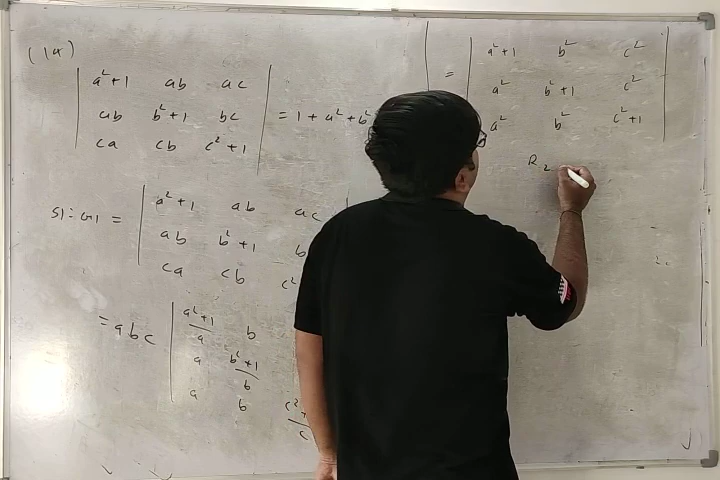 (14)
| a²+1 ab ac |
| ab b²+1 bc | = 1 + a² + b²
| ca cb c²+1 |
| a²+1 ab ac |
= | ab b²+1 b
| ca cb c²
= abc | a²+1/a b
| a b²+1/b
| a b c²+/c
= | a²+1 b² c² |
| a² b²+1 c² |
| a² b² c²+1 |
R2